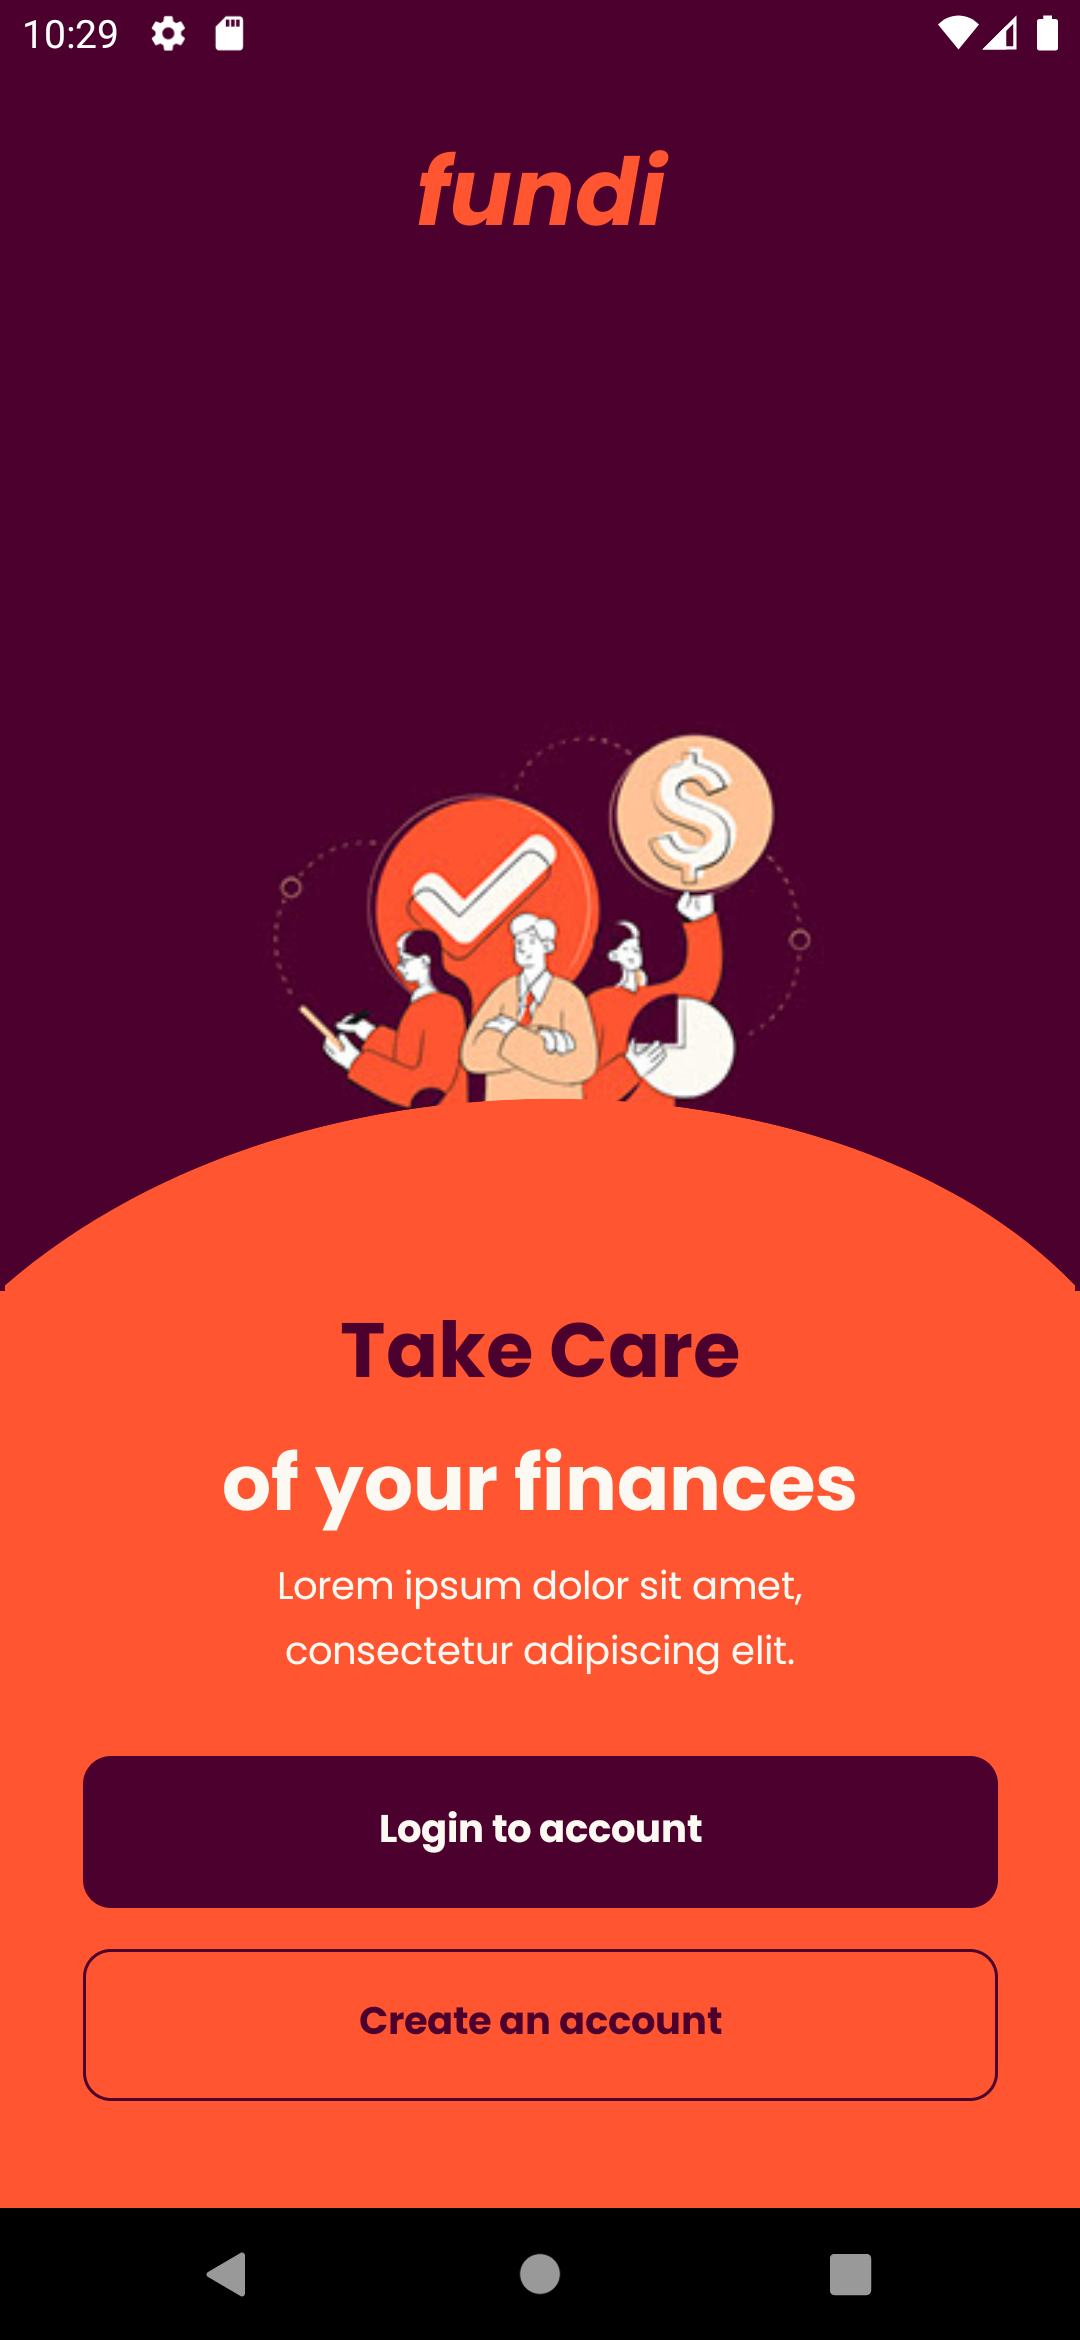 10:29
fundi
$
Take Care
of your finances
Lorem ipsum dolor sit amet,
consectetur adipiscing elit.
Login to account
Create an account